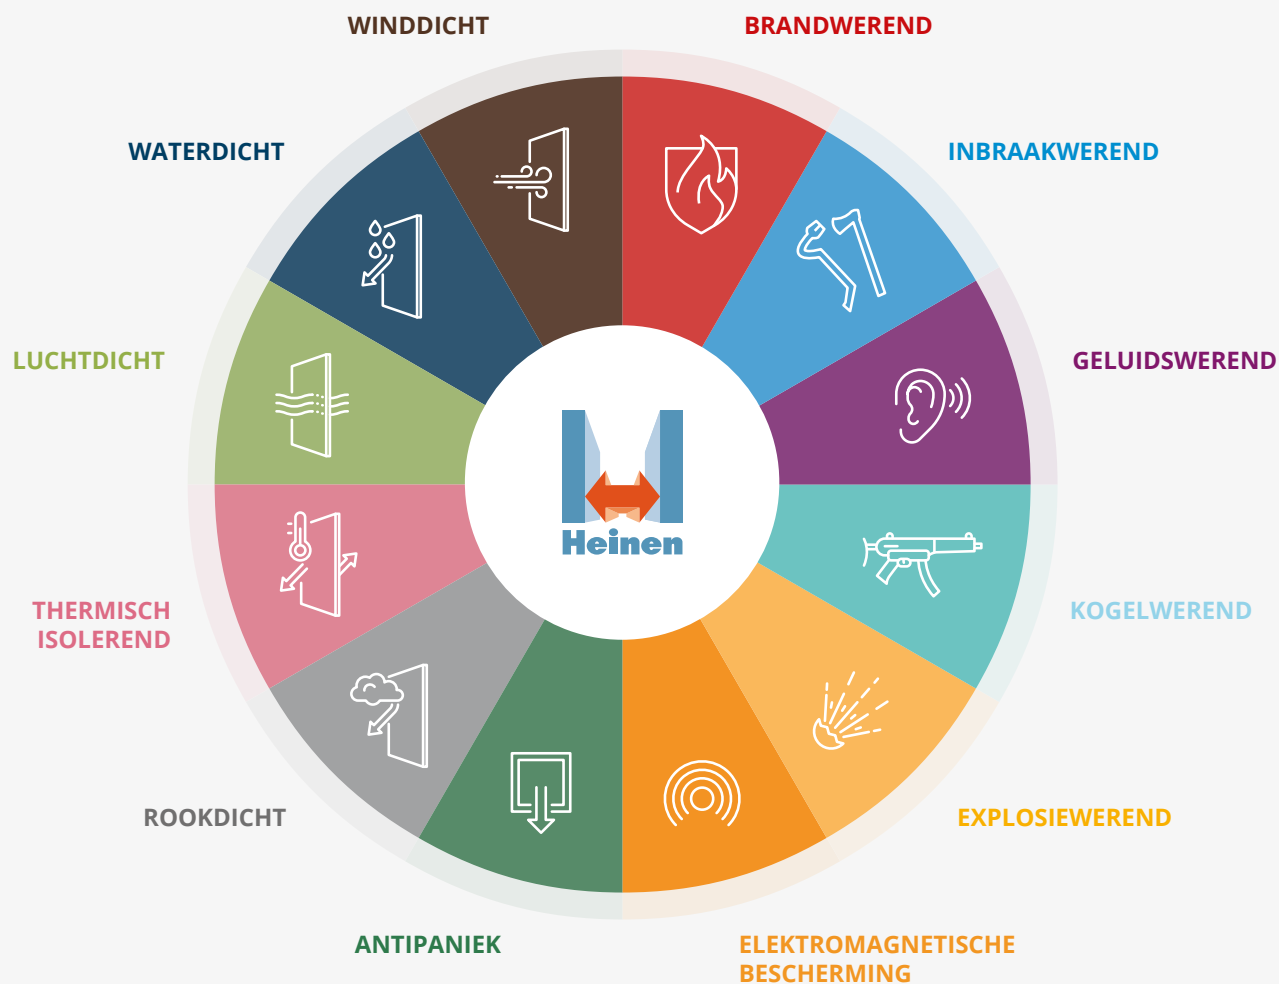 WINDDICHT
BRANDWEREND
WATERDICHT
INBRAAKWEREND
LUCHTDICHT
GELUIDSWEREND
Heinen
THERMISCH
ISOLEREND
KOGELWEREND
ROOKDICHT
EXPLOSIEWEREND
ANTIPANIEK
ELEKTROMAGNETISCHE
BESCHERMING